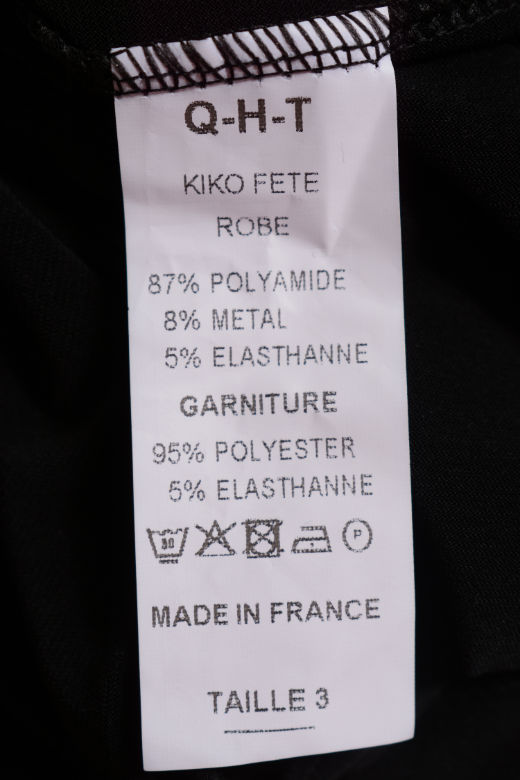 Q-H-T
KIKO FETE
ROBE
87% POLYAMIDE
8% METAL
5% ELASTHANNE
GARNITURE
95% POLYESTER
5% ELASTHANNE
30 P
MADE IN FRANCE
TAILLE 3